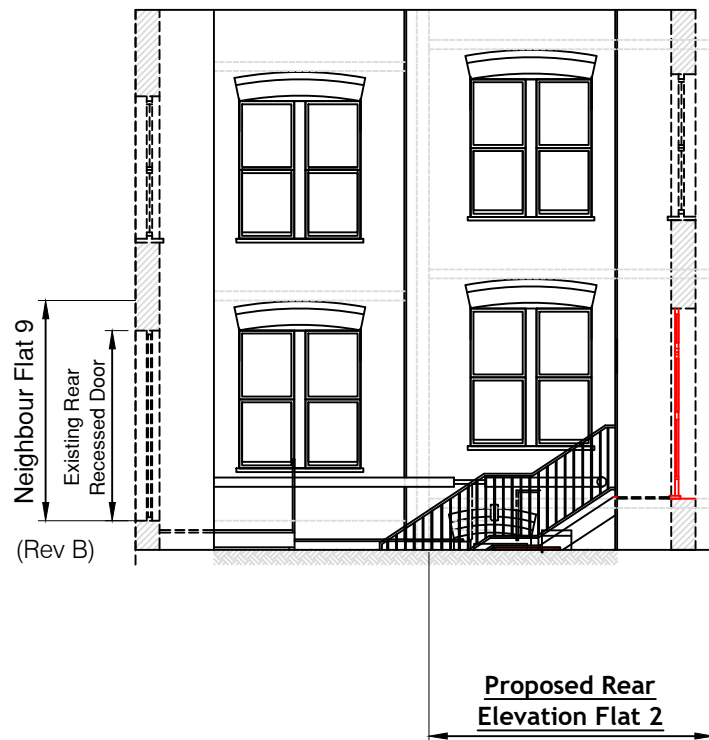 Neighbour Flat 9
Existing Rear
Recessed Door
(Rev B)
Proposed Rear
Elevation Flat 2